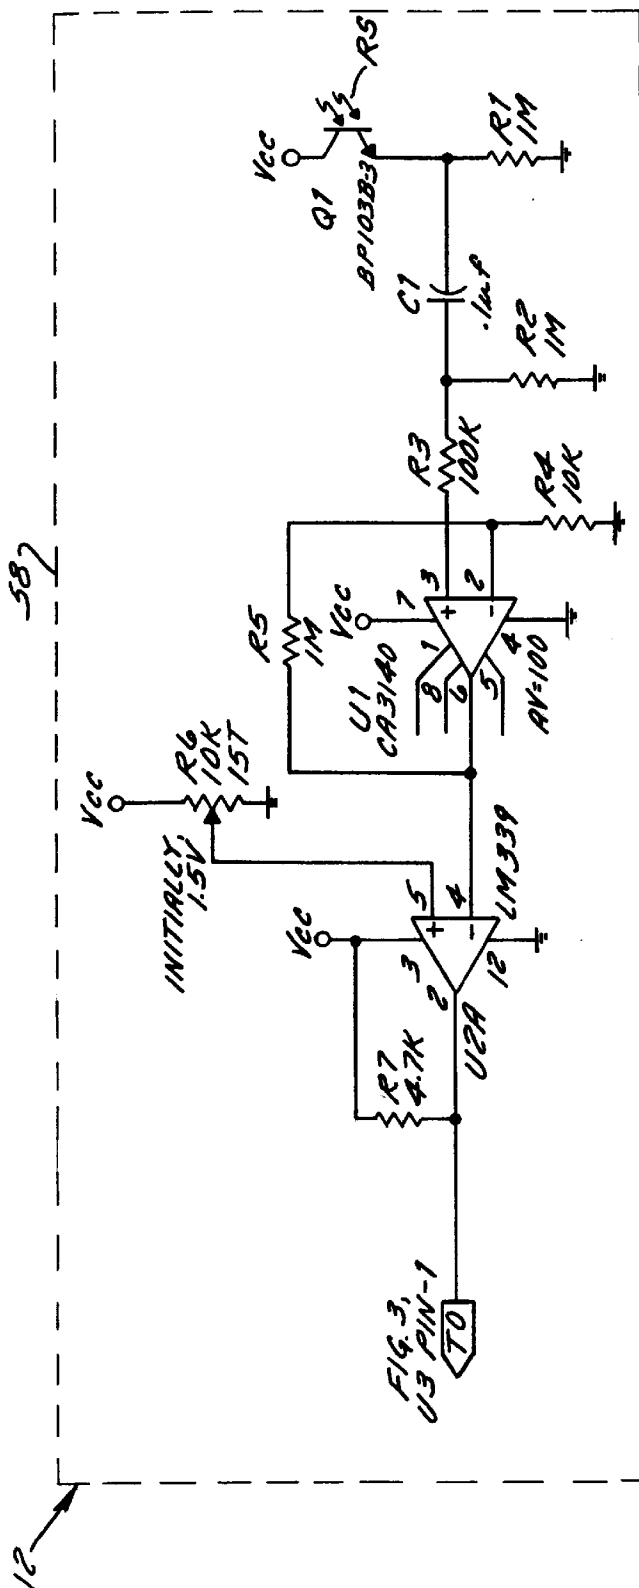 12
58
FIG. 3,
U3 PIN-1
TO
R7
4.7K
VCC
3
2
12
U2A
LM339
5
4
+
-
INITIALLY,
1.5V
VCC
R6
10K
15T
R5
1M
U1
CA3140
VCC
7
1
8
6
5
4
AV=100
3
2
+
-
R3
100K
R4
10K
C1
.1uf
R2
1M
VCC
Q1
BP103B-3
RS
R1
1M